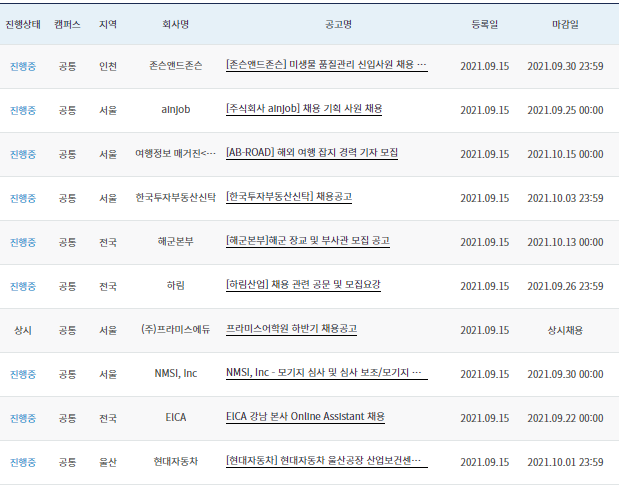 진행상태 캠퍼스 지역 회사명 공고명 등록일 마감일
진행중 공통 인천 존슨앤드존슨 [존슨앤드존슨] 미생물 품질관리 신입사원 채용 … 2021.09.15 2021.09.30 23:59
진행중 공통 서울 ainjob [주식회사 ainjob] 채용 기획 사원 채용 2021.09.15 2021.09.25 00:00
진행중 공통 서울 여행정보 매거진<… [AB-ROAD] 해외 여행 잡지 경력 기자 모집 2021.09.15 2021.10.15 00:00
진행중 공통 서울 한국투자부동산신탁 [한국투자부동산신탁] 채용공고 2021.09.15 2021.10.03 23:59
진행중 공통 전국 해군본부 [해군본부]해군 장교 및 부사관 모집 공고 2021.09.15 2021.10.13 00:00
진행중 공통 전국 하림 [하림산업] 채용 관련 공문 및 모집요강 2021.09.15 2021.09.26 23:59
상시 공통 서울 (주)프라미스에듀 프라미스어학원 하반기 채용공고 2021.09.15 상시채용
진행중 공통 서울 NMSI, Inc NMSI, Inc - 모기지 심사 및 심사 보조/모기지 … 2021.09.15 2021.09.30 00:00
진행중 공통 전국 EICA EICA 강남 본사 Online Assistant 채용 2021.09.15 2021.09.22 00:00
진행중 공통 울산 현대자동차 [현대자동차] 현대자동차 울산공장 산업보건센… 2021.09.15 2021.10.01 23:59